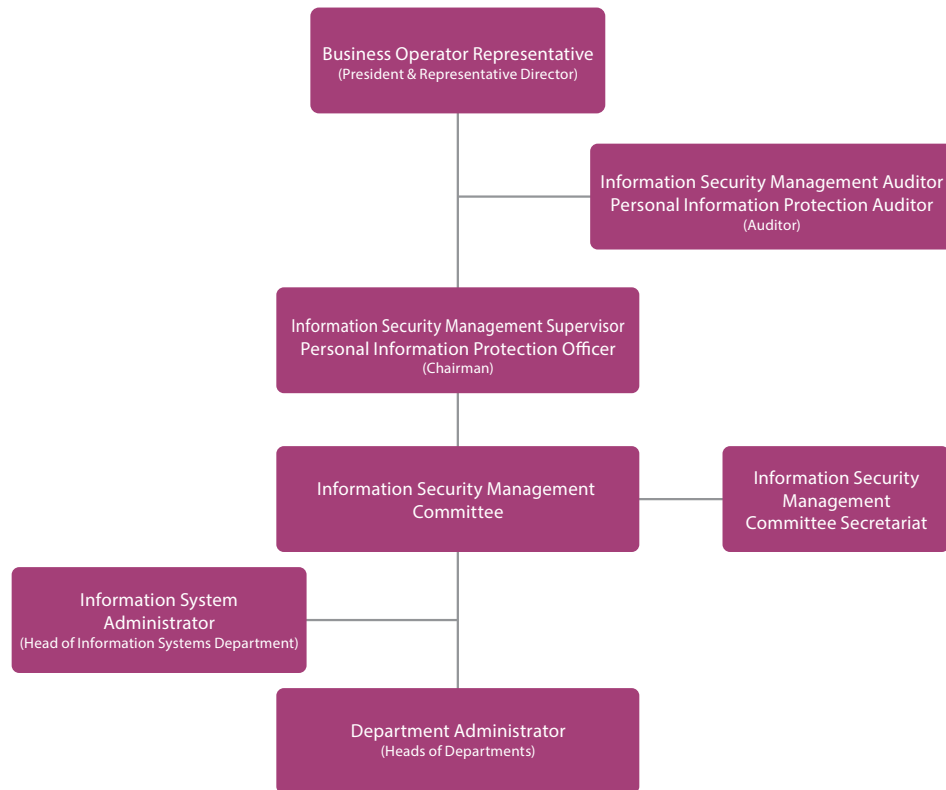 Business Operator Representative
(President & Representative Director)
Information Security Management Auditor
Personal Information Protection Auditor
(Auditor)
Information Security Management Supervisor
Personal Information Protection Officer
(Chairman)
Information Security Management
Committee
Information Security
Management
Committee Secretariat
Information System
Administrator
(Head of Information Systems Department)
Department Administrator
(Heads of Departments)